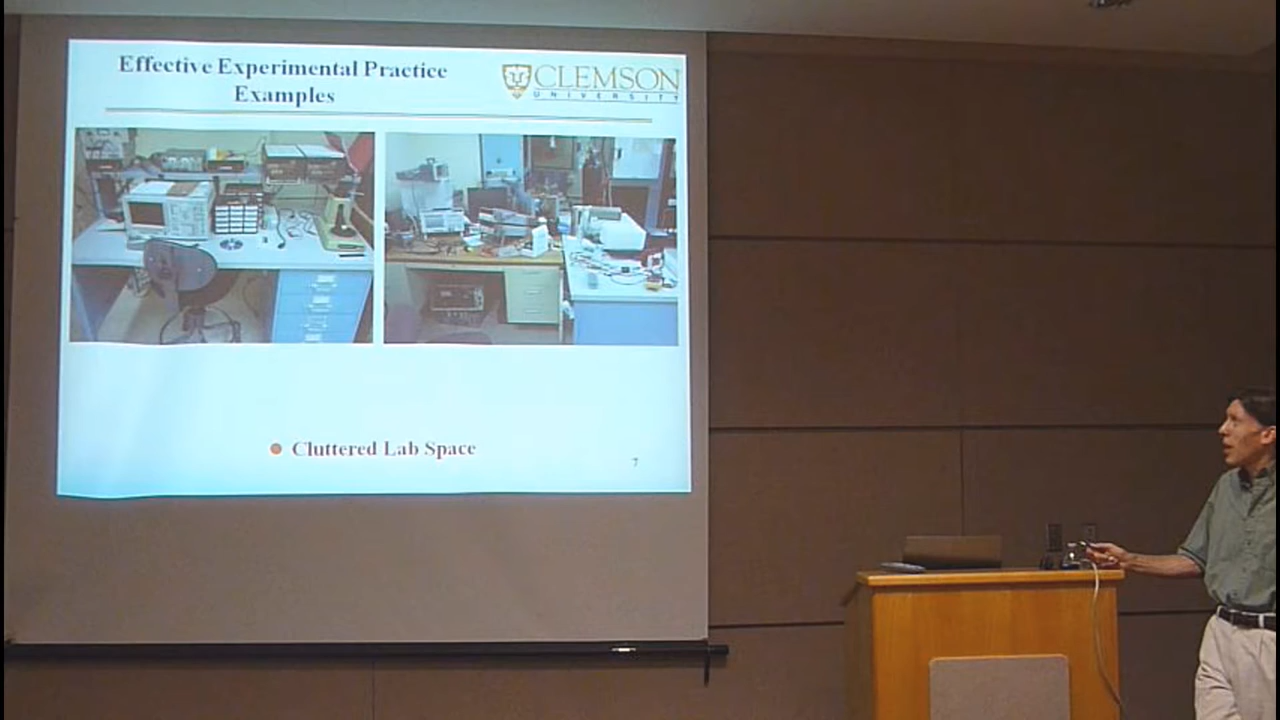 Effective Experimental Practice
Examples
CLEMSON
UNIVERSITY
Cluttered Lab Space
7